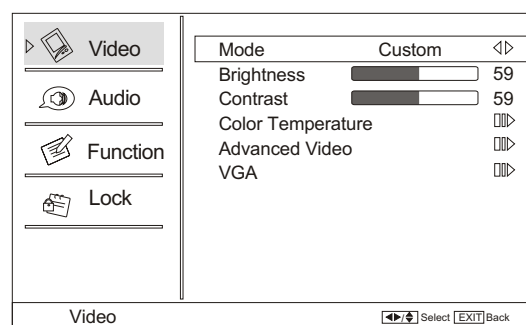 Video
Audio
Function
Lock
Mode Custom
Brightness 59
Contrast 59
Color Temperature
Advanced Video
VGA
Video
Select EXIT Back